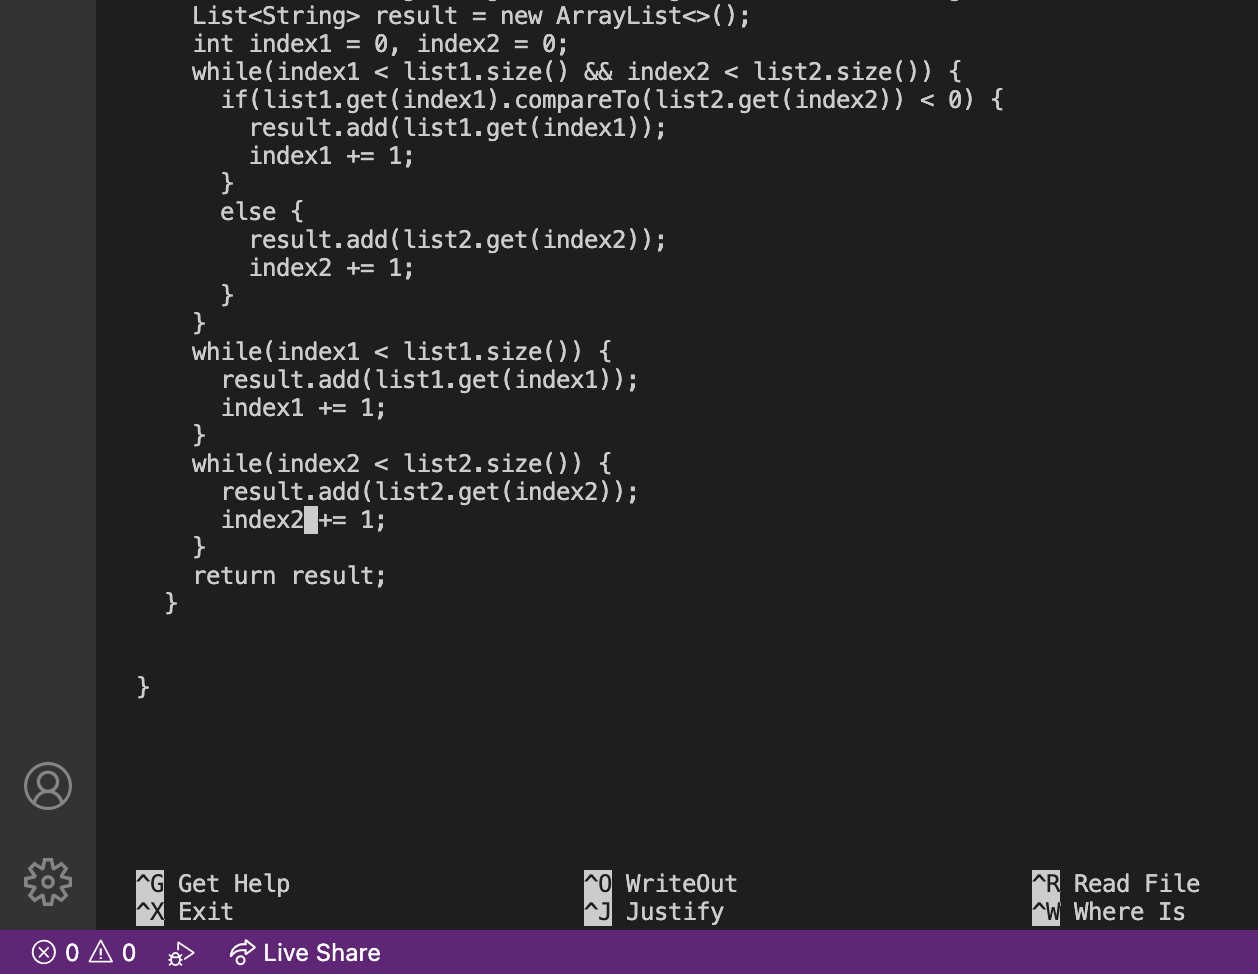 List<String> result = new ArrayList<>();
    int index1 = 0, index2 = 0;
    while(index1 < list1.size() && index2 < list2.size()) {
      if(list1.get(index1).compareTo(list2.get(index2)) < 0) {
        result.add(list1.get(index1));
        index1 += 1;
      }
      else {
        result.add(list2.get(index2));
        index2 += 1;
      }
    }
    while(index1 < list1.size()) {
      result.add(list1.get(index1));
      index1 += 1;
    }
    while(index2 < list2.size()) {
      result.add(list2.get(index2));
      index2 += 1;
    }
    return result;
  }
}
^G Get Help ^O WriteOut ^R Read File
^X Exit ^J Justify ^W Where Is
0 0 Live Share